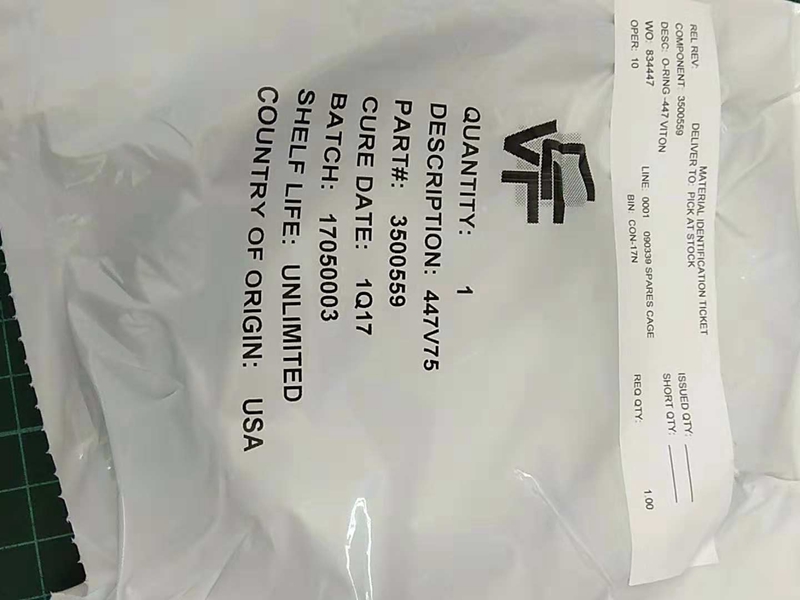 MATERIAL IDENTIFICATION TICKET
REL REV: DELIVER TO: PICK AT STOCK
COMPONENT: 3500559 ISSUED QTY:
DESC: O-RING -447 VITON SHORT QTY:
WO: 834447 LINE: 0001 090339 SPARES CAGE
OPER: 10 BIN: CON-17N REQ QTY: 1.00
VF
QUANTITY: 1
DESCRIPTION: 447V75
PART#: 3500559
CURE DATE: 1Q17
BATCH: 17050003
SHELF LIFE: UNLIMITED
COUNTRY OF ORIGIN: USA